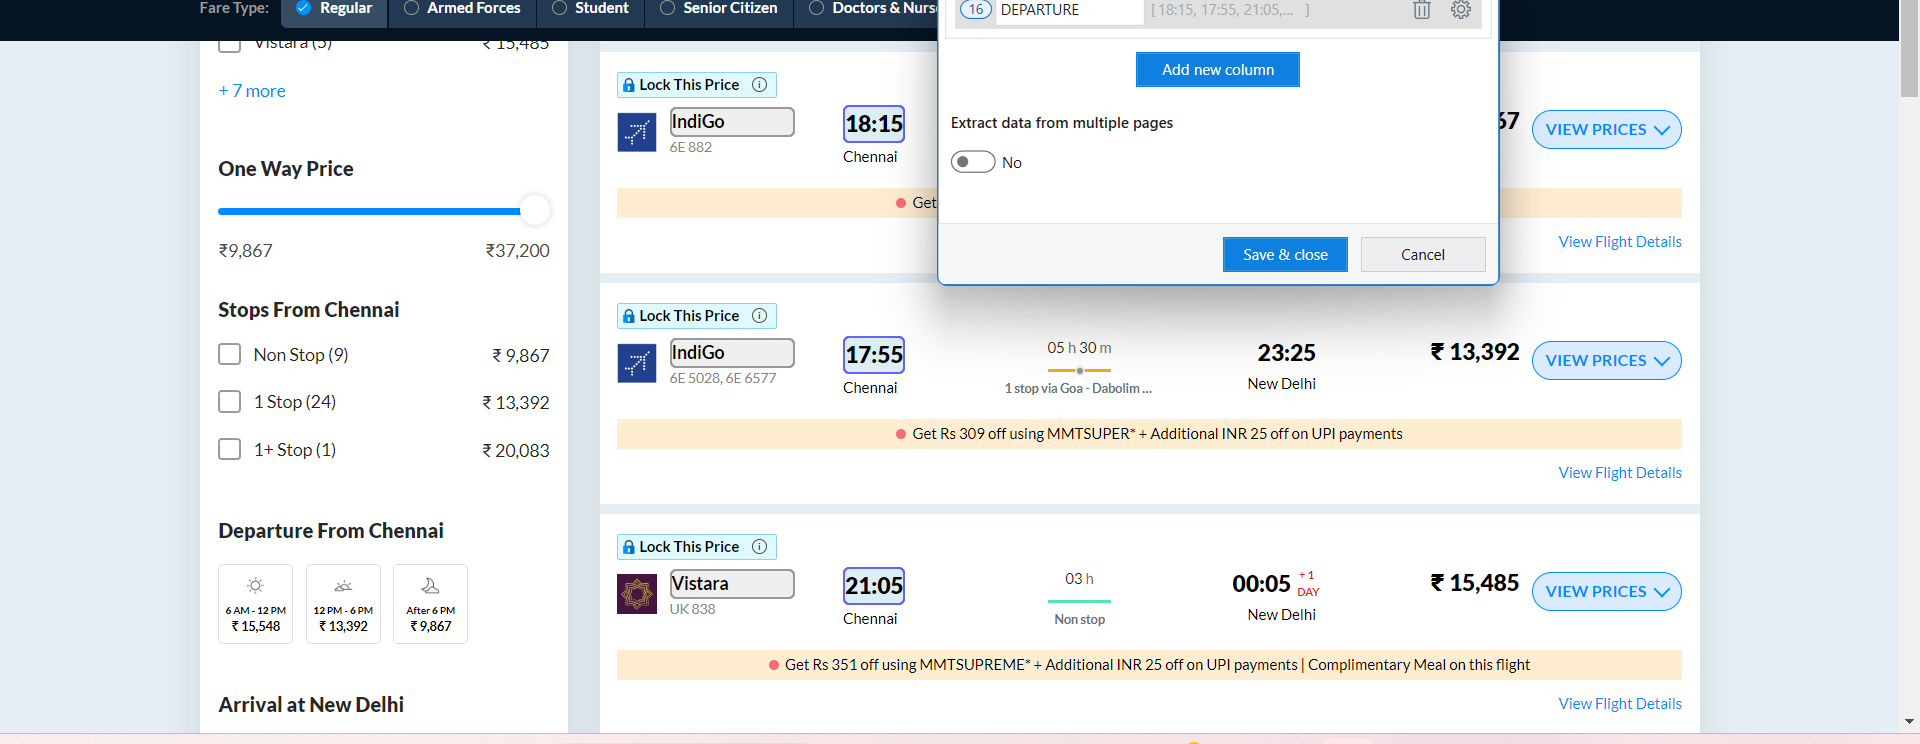 Fare Type:
Regular
Armed Forces
Student
Senior Citizen
Doctors & Nurs
Vistara (5)
₹ 15,485
+ 7 more
One Way Price
₹9,867
₹37,200
Stops From Chennai
Non Stop (9)
₹ 9,867
1 Stop (24)
₹ 13,392
1+ Stop (1)
₹ 20,083
Departure From Chennai
6 AM - 12 PM
₹ 15,548
12 PM - 6 PM
₹ 13,392
After 6 PM
₹ 9,867
Arrival at New Delhi
16
DEPARTURE
[ 18:15, 17:55, 21:05,... ]
Add new column
Extract data from multiple pages
No
Save & close
Cancel
Lock This Price
IndiGo
6E 882
18:15
Chennai
67
VIEW PRICES
Get
View Flight Details
Lock This Price
IndiGo
6E 5028, 6E 6577
17:55
Chennai
05 h 30 m
1 stop via Goa - Dabolim ...
23:25
New Delhi
₹ 13,392
VIEW PRICES
Get Rs 309 off using MMTSUPER* + Additional INR 25 off on UPI payments
View Flight Details
Lock This Price
Vistara
UK 838
21:05
Chennai
03 h
Non stop
00:05
+ 1
DAY
New Delhi
₹ 15,485
VIEW PRICES
Get Rs 351 off using MMTSUPREME* + Additional INR 25 off on UPI payments | Complimentary Meal on this flight
View Flight Details